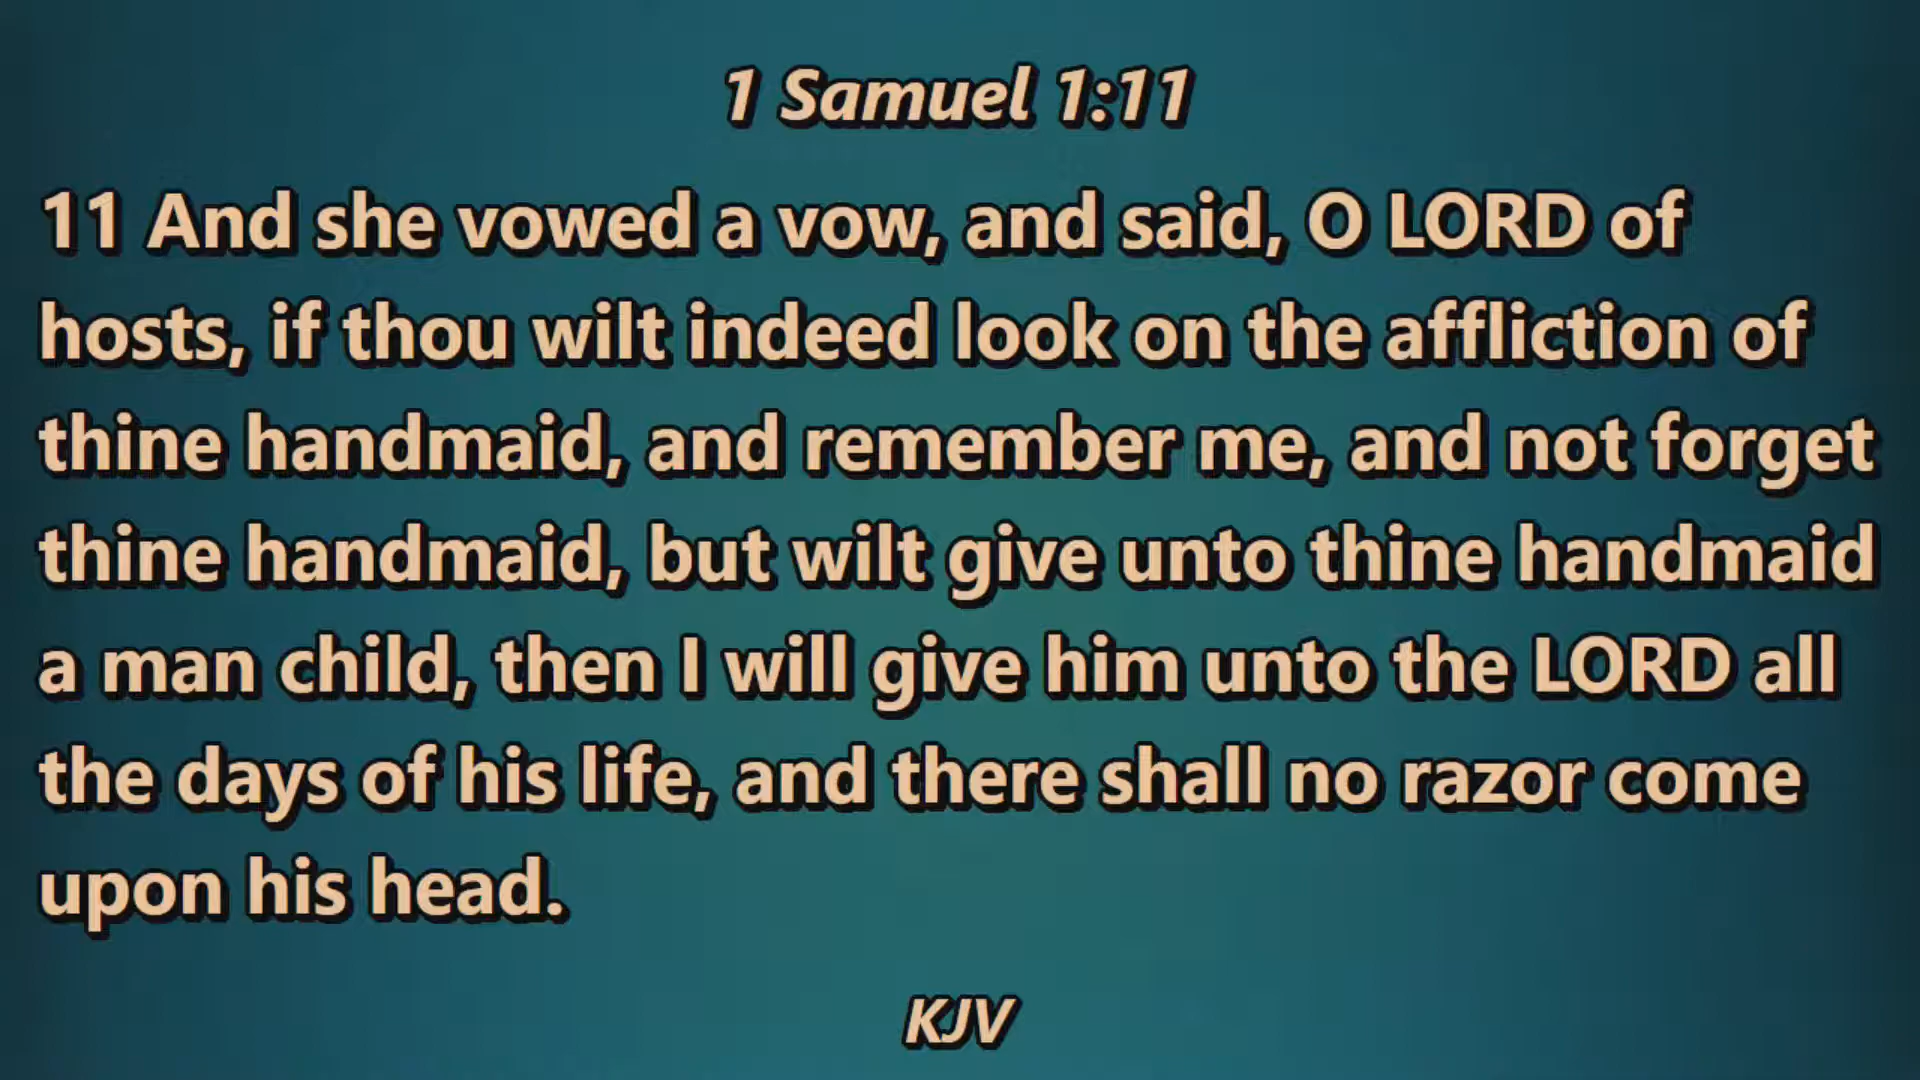 1 Samuel 1:11
11 And she vowed a vow, and said, O LORD of
hosts, if thou wilt indeed look on the affliction of
thine handmaid, and remember me, and not forget
thine handmaid, but wilt give unto thine handmaid
a man child, then I will give him unto the LORD all
the days of his life, and there shall no razor come
upon his head.
KJV